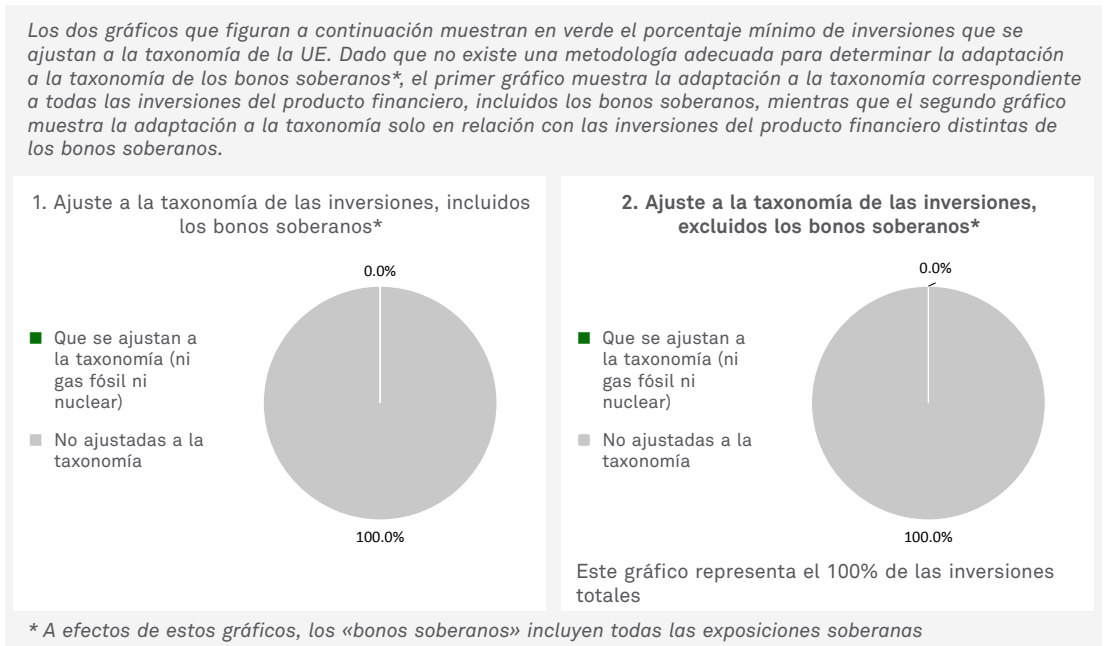 Los dos gráficos que figuran a continuación muestran en verde el porcentaje mínimo de inversiones que se
ajustan a la taxonomía de la UE. Dado que no existe una metodología adecuada para determinar la adaptación
a la taxonomía de los bonos soberanos*, el primer gráfico muestra la adaptación a la taxonomía correspondiente
a todas las inversiones del producto financiero, incluidos los bonos soberanos, mientras que el segundo gráfico
muestra la adaptación a la taxonomía solo en relación con las inversiones del producto financiero distintas de
los bonos soberanos.
1. Ajuste a la taxonomía de las inversiones, incluidos
los bonos soberanos*
0.0%
Que se ajustan a
la taxonomía (ni
gas fósil ni
nuclear)
No ajustadas a la
taxonomía
100.0%
2. Ajuste a la taxonomía de las inversiones,
excluidos los bonos soberanos*
0.0%
Que se ajustan a
la taxonomía (ni
gas fósil ni
nuclear)
No ajustadas a la
taxonomía
100.0%
Este gráfico representa el 100% de las inversiones
totales
* A efectos de estos gráficos, los «bonos soberanos» incluyen todas las exposiciones soberanas